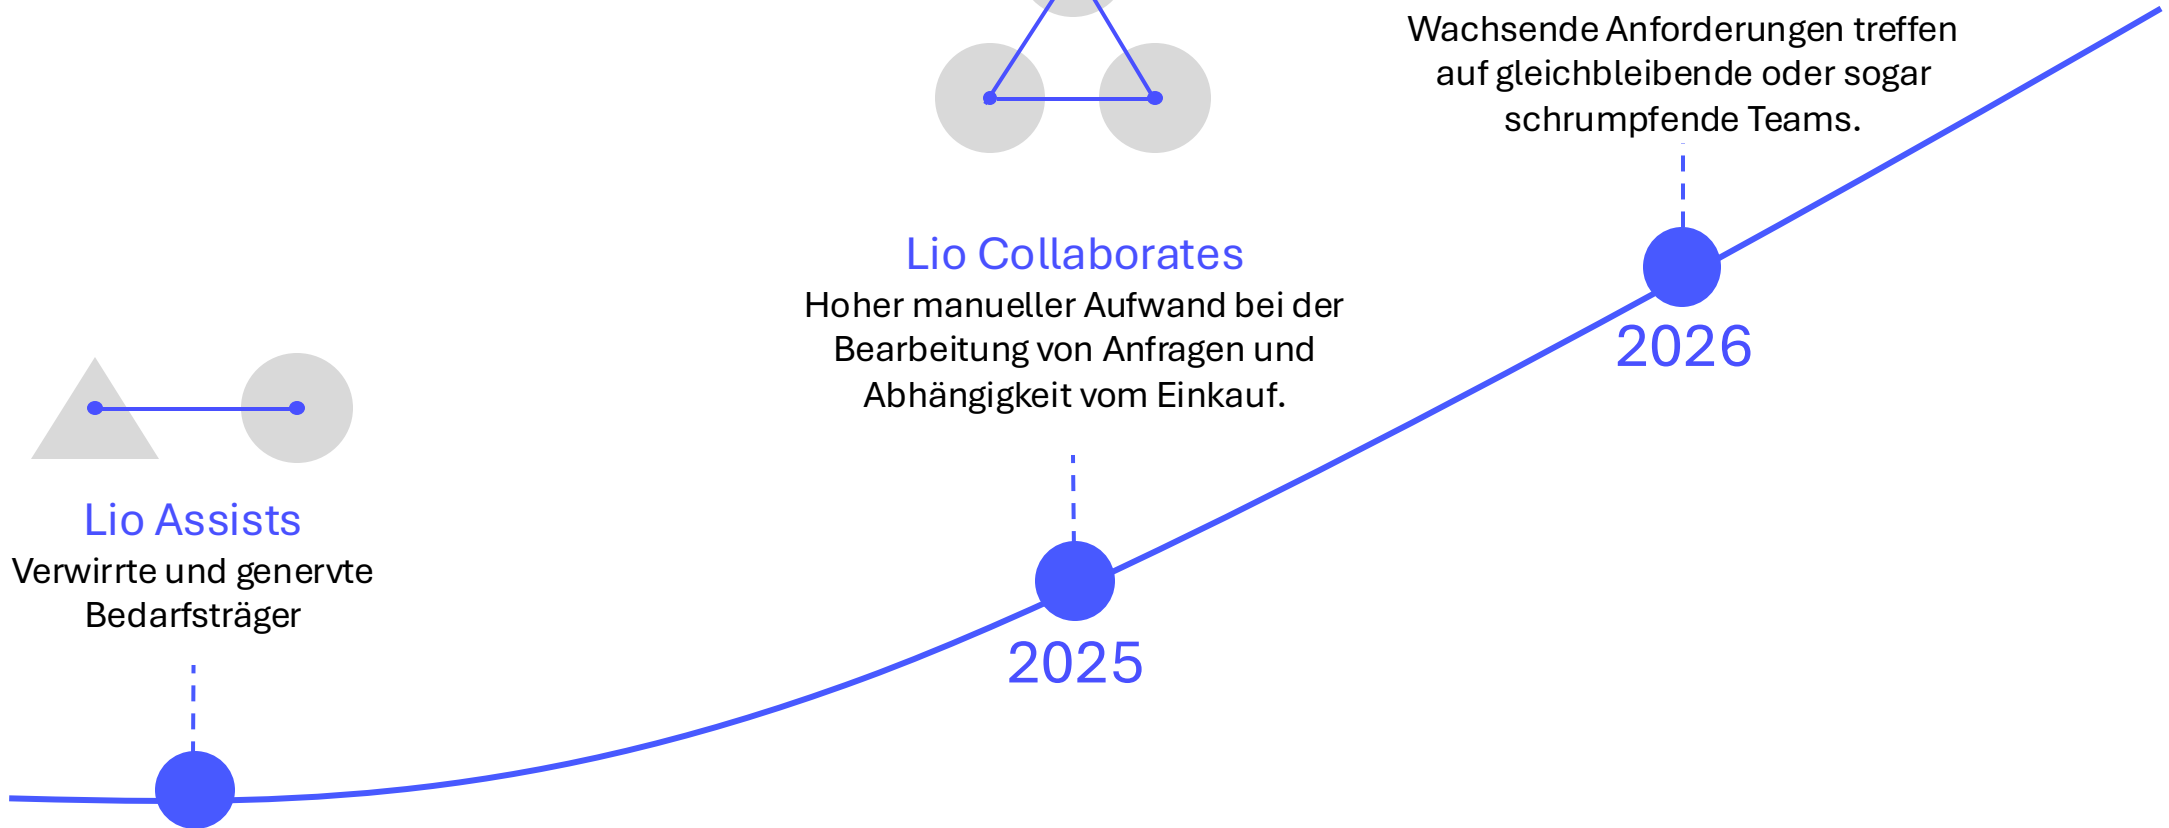 Wachsende Anforderungen treffen
auf gleichbleibende oder sogar
schrumpfende Teams.
2026
Lio Collaborates
Hoher manueller Aufwand bei der
Bearbeitung von Anfragen und
Abhängigkeit vom Einkauf.
2025
Lio Assists
Verwirrte und genervte
Bedarfsträger